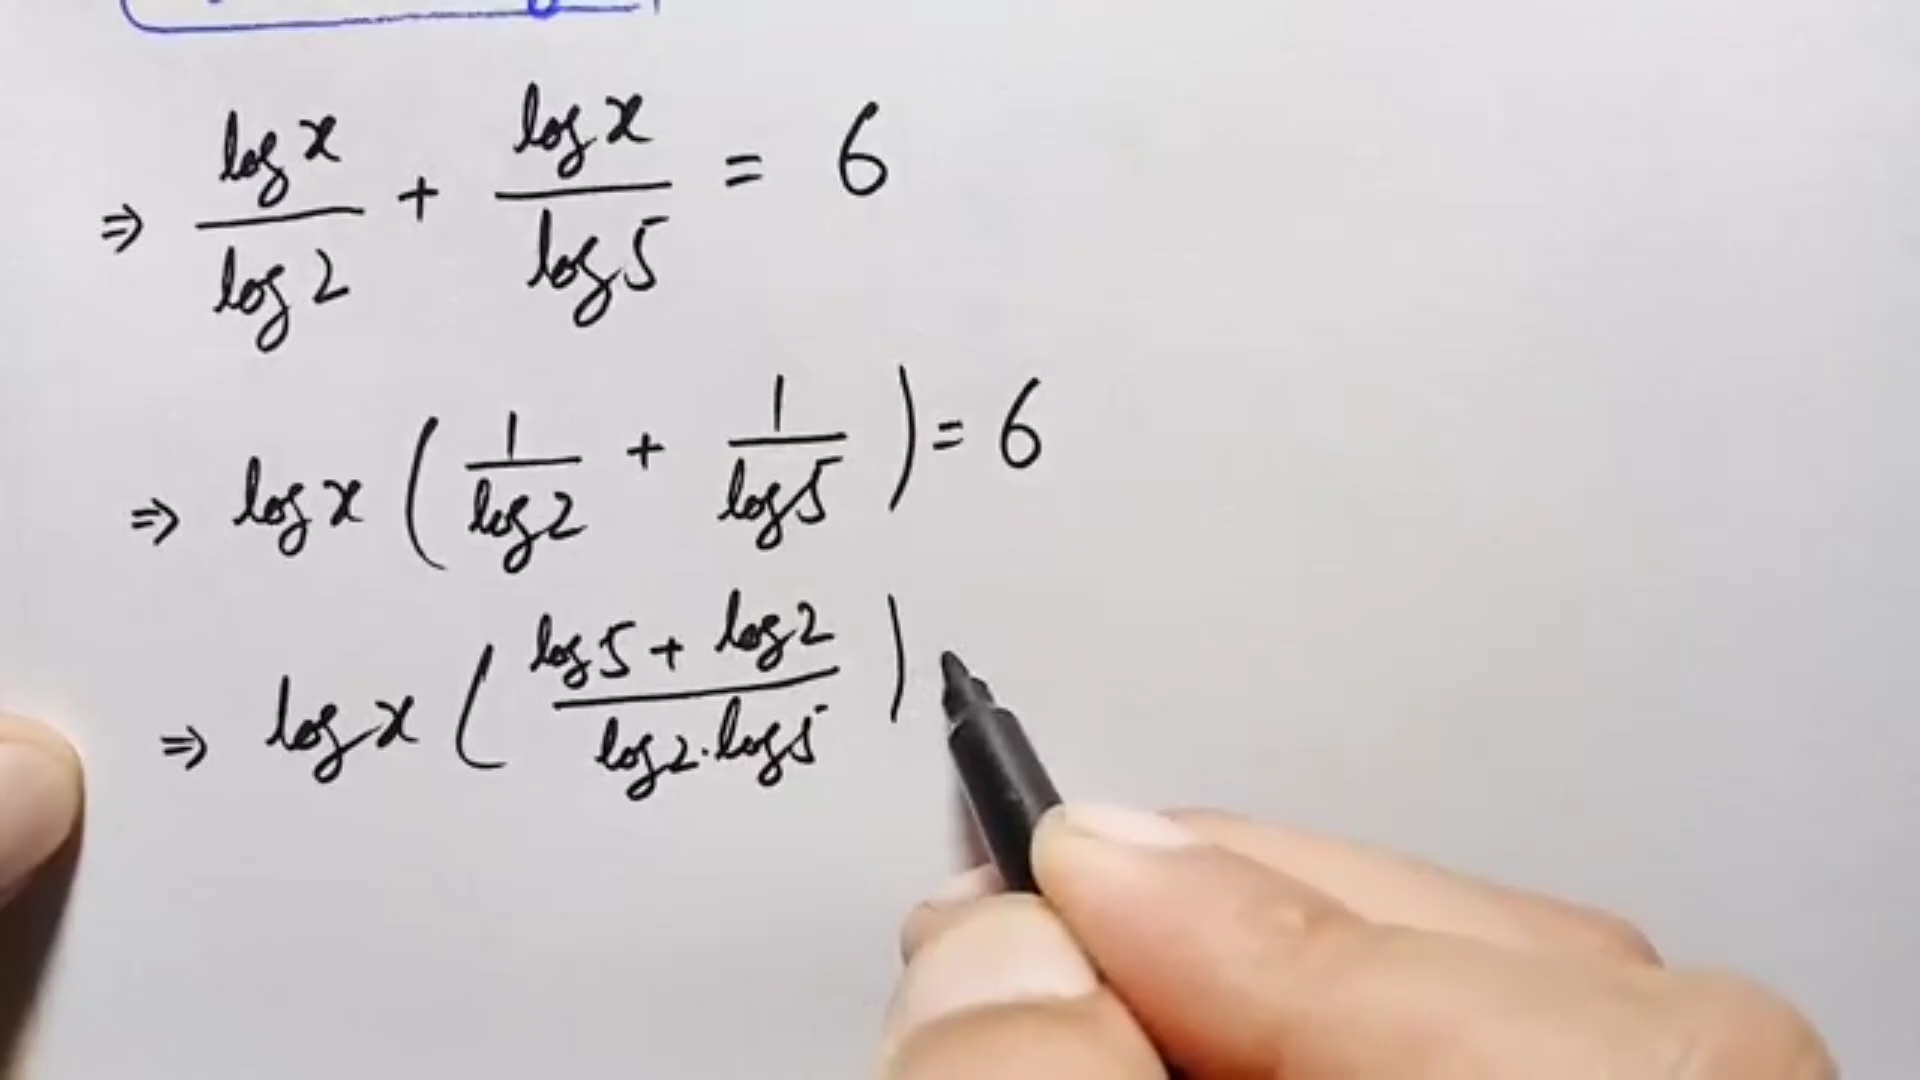 ⇒ log x / log 2 + log x / log 5 = 6
⇒ log x ( 1 / log 2 + 1 / log 5 ) = 6
⇒ log x ( log 5 + log 2 / log 2 · log 5 )